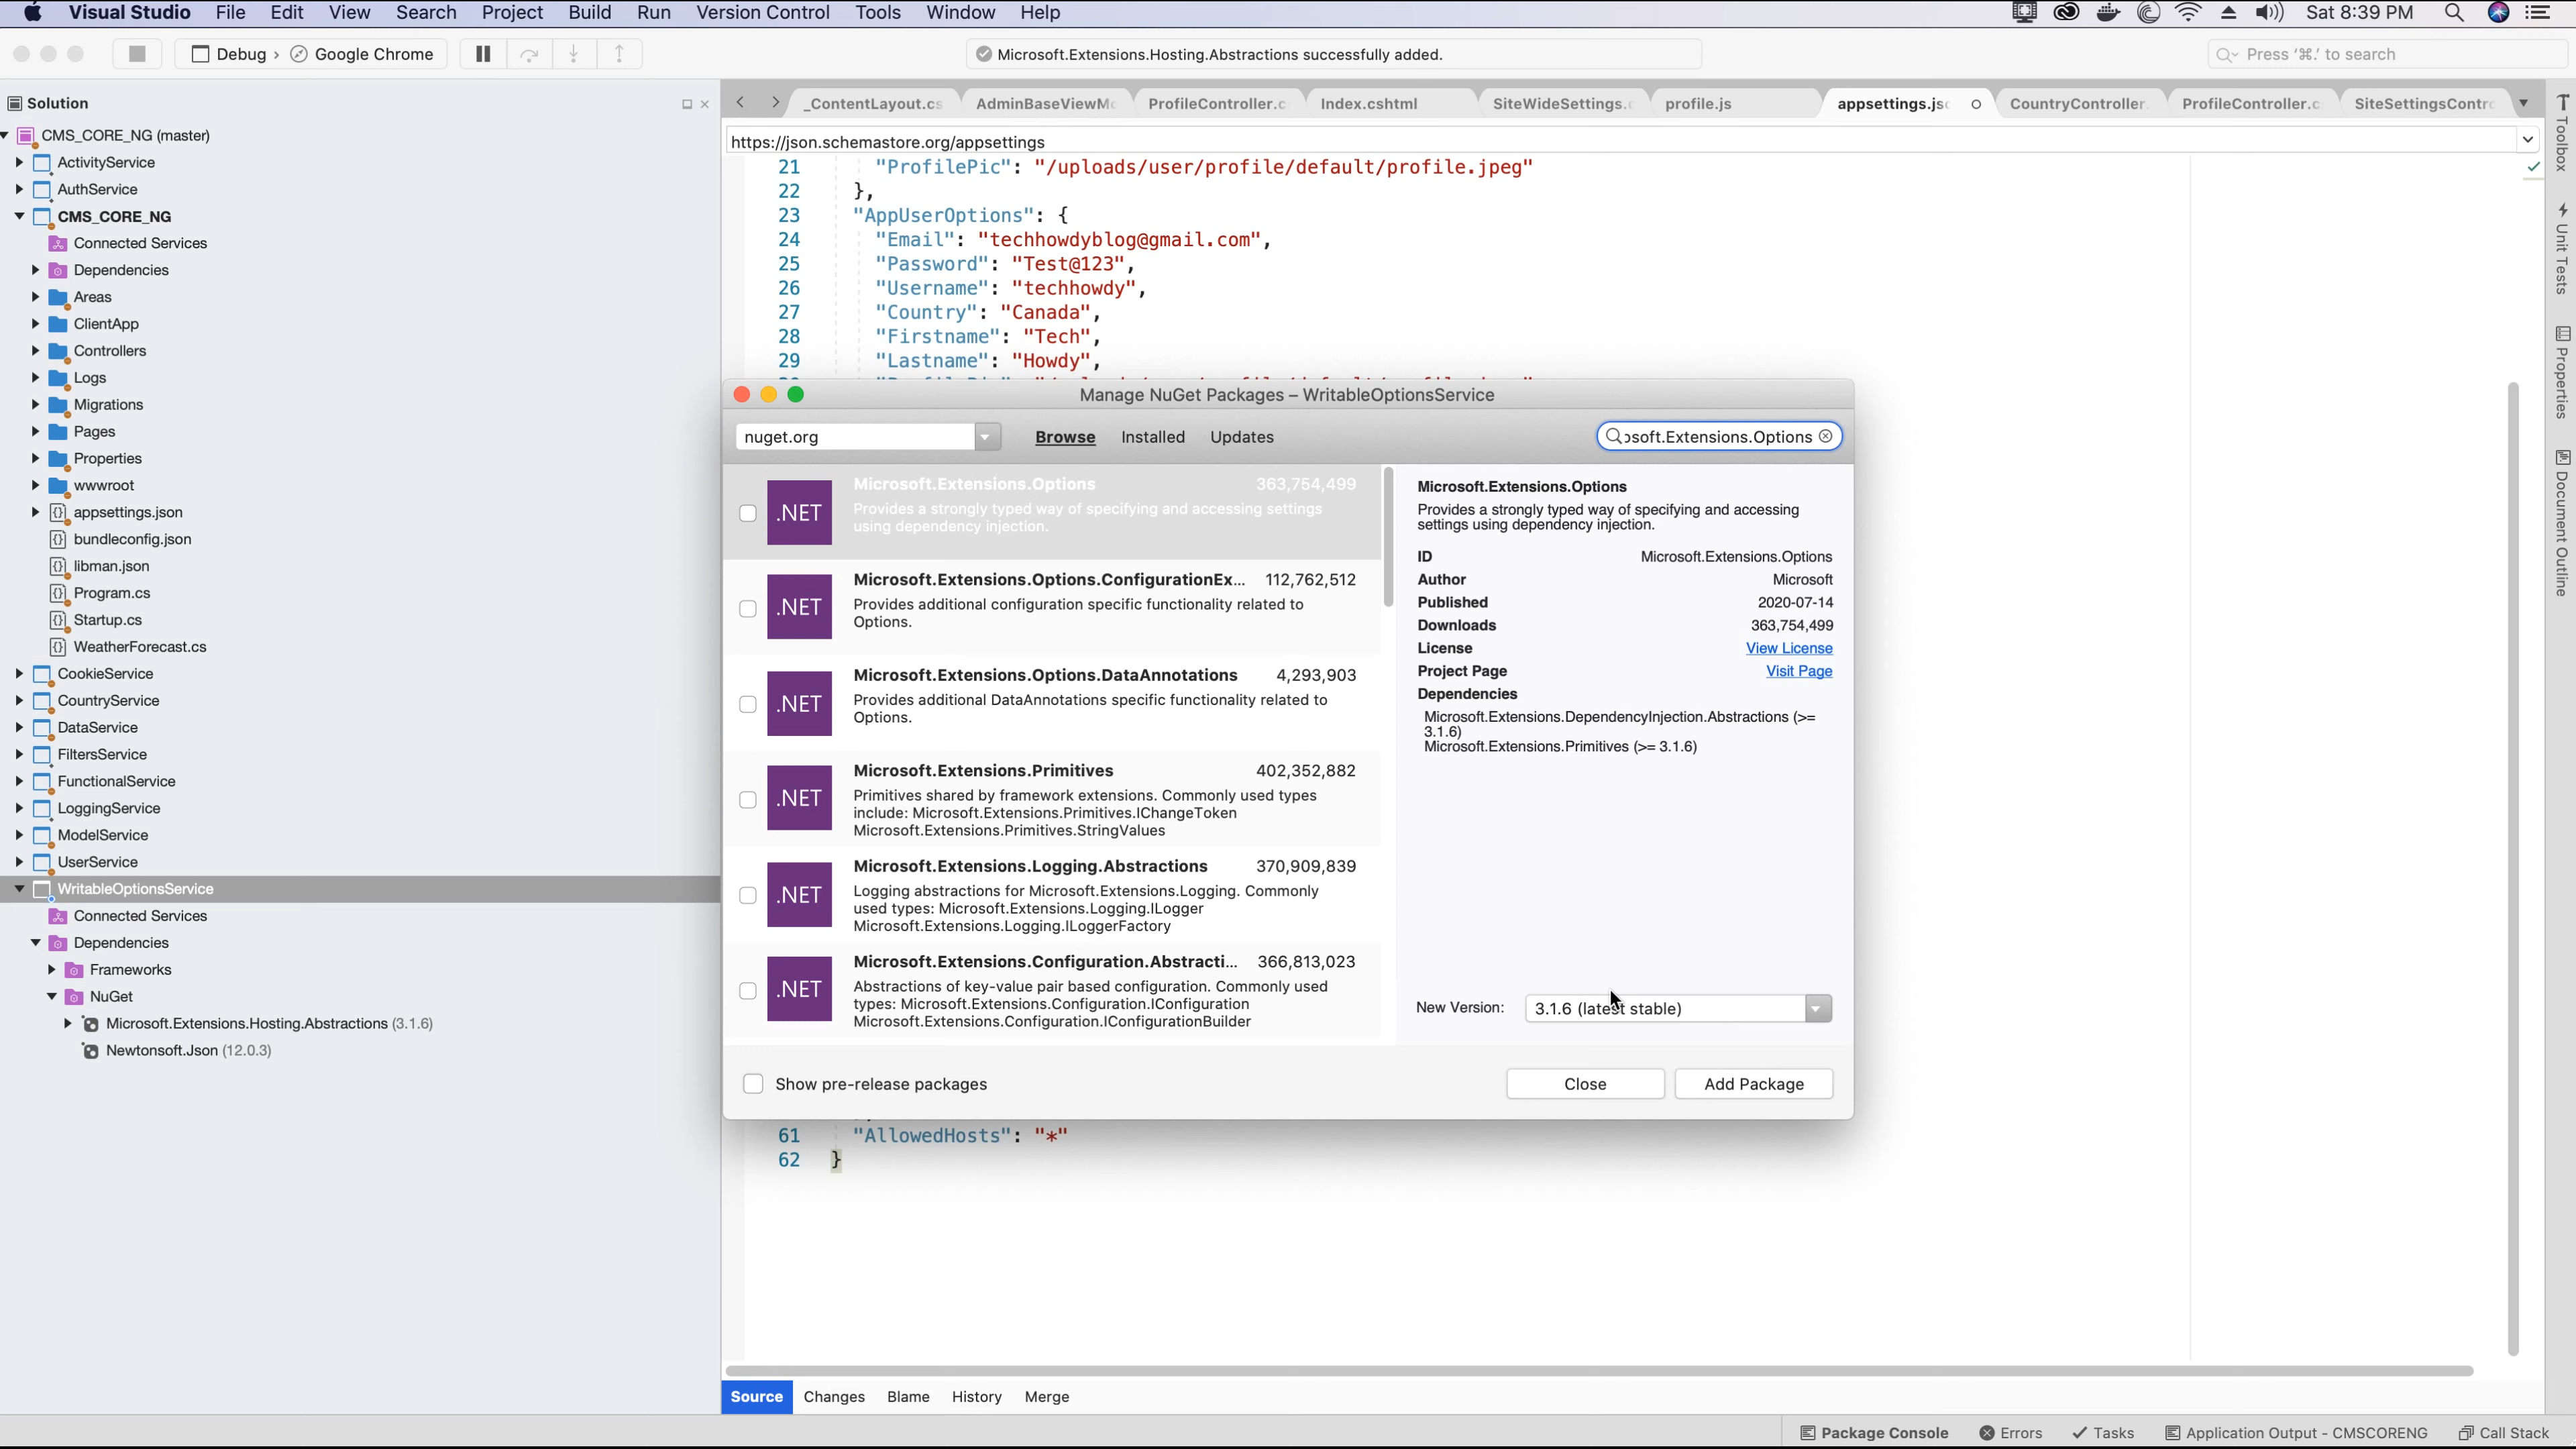 Visual Studio File Edit View Search Project Build Run Version Control Tools Window Help Sat 8:39 PM
Debug › Google Chrome
Microsoft.Extensions.Hosting.Abstractions successfully added.
Press '⌘.' to search
Solution
CMS_CORE_NG (master)
ActivityService
AuthService
CMS_CORE_NG
Connected Services
Dependencies
Areas
ClientApp
Controllers
Logs
Migrations
Pages
Properties
wwwroot
appsettings.json
bundleconfig.json
libman.json
Program.cs
Startup.cs
WeatherForecast.cs
CookieService
CountryService
DataService
FiltersService
FunctionalService
LoggingService
ModelService
UserService
WritableOptionsService
Connected Services
Dependencies
Frameworks
NuGet
Microsoft.Extensions.Hosting.Abstractions (3.1.6)
Newtonsoft.Json (12.0.3)
_ContentLayout.cs AdminBaseViewMo ProfileController.c Index.cshtml SiteWideSettings.c profile.js appsettings.jso CountryController. ProfileController.c SiteSettingsContro
https://json.schemastore.org/appsettings
21 "ProfilePic": "/uploads/user/profile/default/profile.jpeg"
22 },
23 "AppUserOptions": {
24 "Email": "techhowdyblog@gmail.com",
25 "Password": "Test@123",
26 "Username": "techhowdy",
27 "Country": "Canada",
28 "Firstname": "Tech",
29 "Lastname": "Howdy",
Manage NuGet Packages – WritableOptionsService
nuget.org
Browse Installed Updates
osoft.Extensions.Options
.NET
Microsoft.Extensions.Options 363,754,499
Provides a strongly typed way of specifying and accessing settings
using dependency injection.
.NET
Microsoft.Extensions.Options.ConfigurationEx... 112,762,512
Provides additional configuration specific functionality related to
Options.
.NET
Microsoft.Extensions.Options.DataAnnotations 4,293,903
Provides additional DataAnnotations specific functionality related to
Options.
.NET
Microsoft.Extensions.Primitives 402,352,882
Primitives shared by framework extensions. Commonly used types
include: Microsoft.Extensions.Primitives.IChangeToken
Microsoft.Extensions.Primitives.StringValues
.NET
Microsoft.Extensions.Logging.Abstractions 370,909,839
Logging abstractions for Microsoft.Extensions.Logging. Commonly
used types: Microsoft.Extensions.Logging.ILogger
Microsoft.Extensions.Logging.ILoggerFactory
.NET
Microsoft.Extensions.Configuration.Abstracti... 366,813,023
Abstractions of key-value pair based configuration. Commonly used
types: Microsoft.Extensions.Configuration.IConfiguration
Microsoft.Extensions.Configuration.IConfigurationBuilder
Microsoft.Extensions.Options
Provides a strongly typed way of specifying and accessing
settings using dependency injection.
ID Microsoft.Extensions.Options
Author Microsoft
Published 2020-07-14
Downloads 363,754,499
License View License
Project Page Visit Page
Dependencies
Microsoft.Extensions.DependencyInjection.Abstractions (>=
3.1.6)
Microsoft.Extensions.Primitives (>= 3.1.6)
New Version: 3.1.6 (latest stable)
Show pre-release packages
Close Add Package
61 "AllowedHosts": "*"
62 }
Source Changes Blame History Merge
Package Console Errors Tasks Application Output - CMSCORENG Call Stack
Toolbox
Unit Tests
Properties
Document Outline